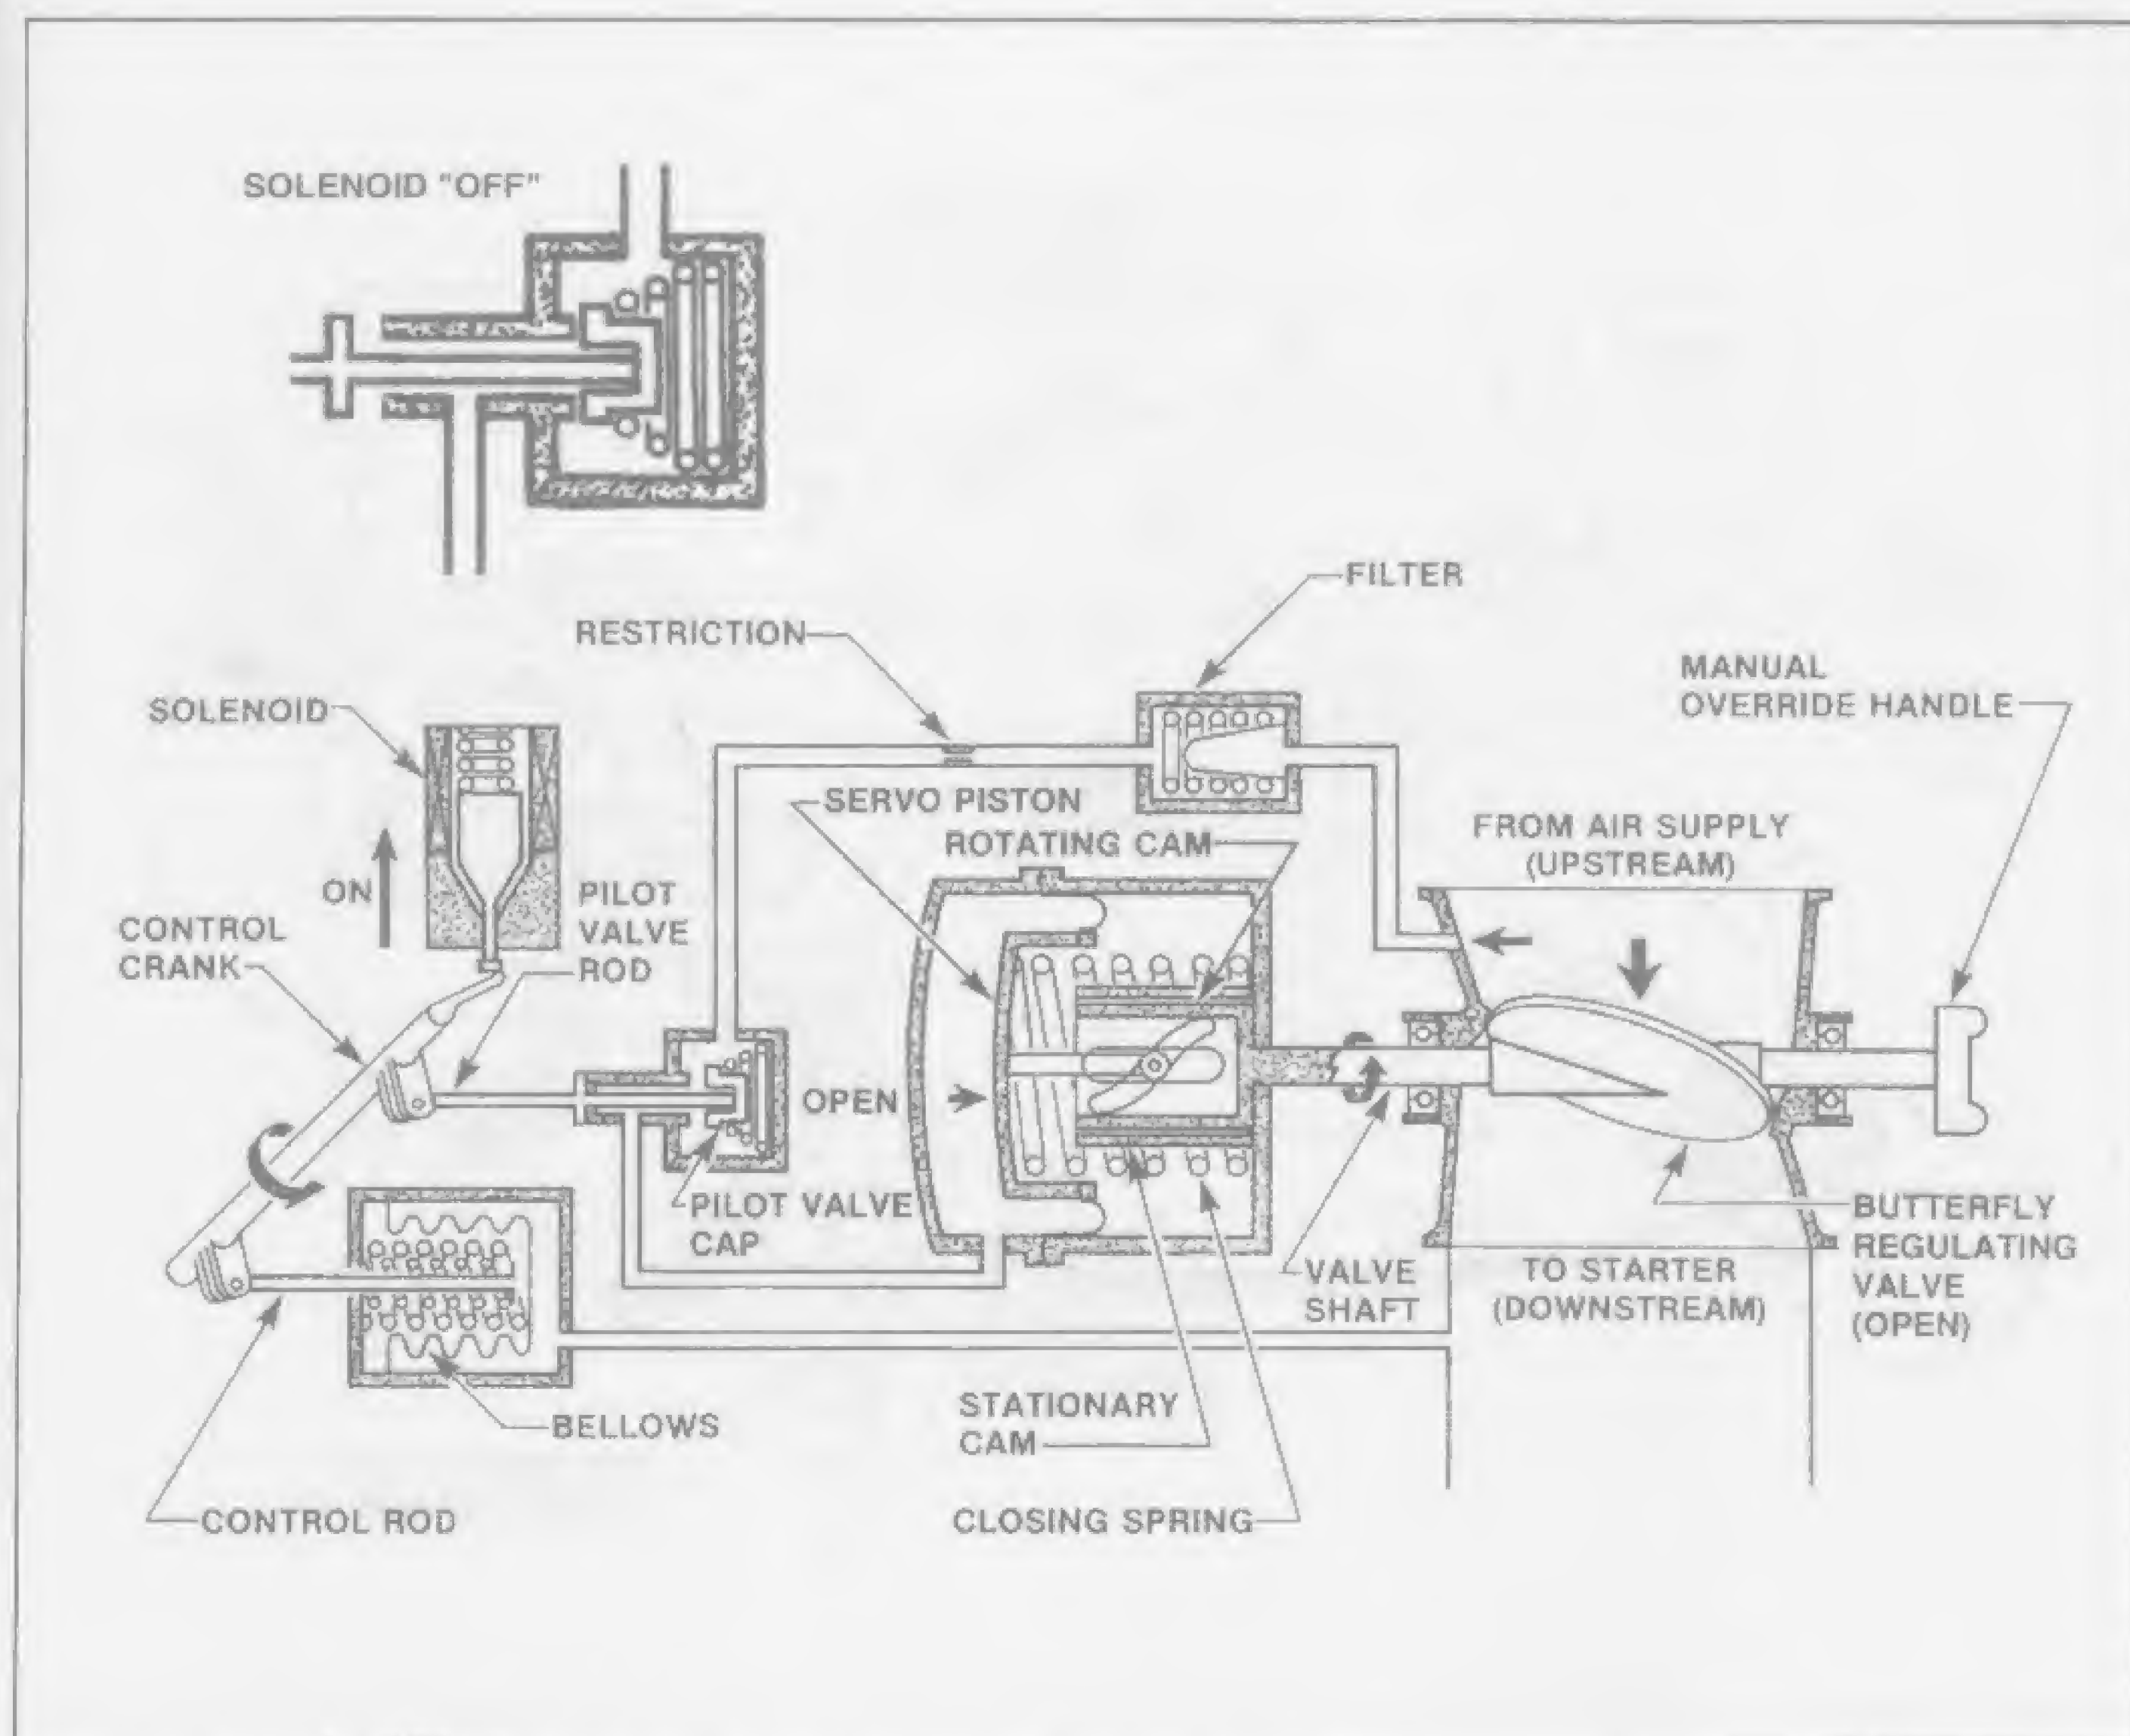 SOLENOID "OFF"
FILTER
RESTRICTION
MANUAL
OVERRIDE HANDLE
SOLENOID
SERVO PISTON
ROTATING CAM
FROM AIR SUPPLY
(UPSTREAM)
ON
PILOT
VALVE
ROD
CONTROL
CRANK
OPEN
PILOT VALVE
CAP
BUTTERFLY
REGULATING
VALVE
(OPEN)
VALVE
SHAFT
TO STARTER
(DOWNSTREAM)
STATIONARY
CAM
BELLOWS
CONTROL ROD
CLOSING SPRING